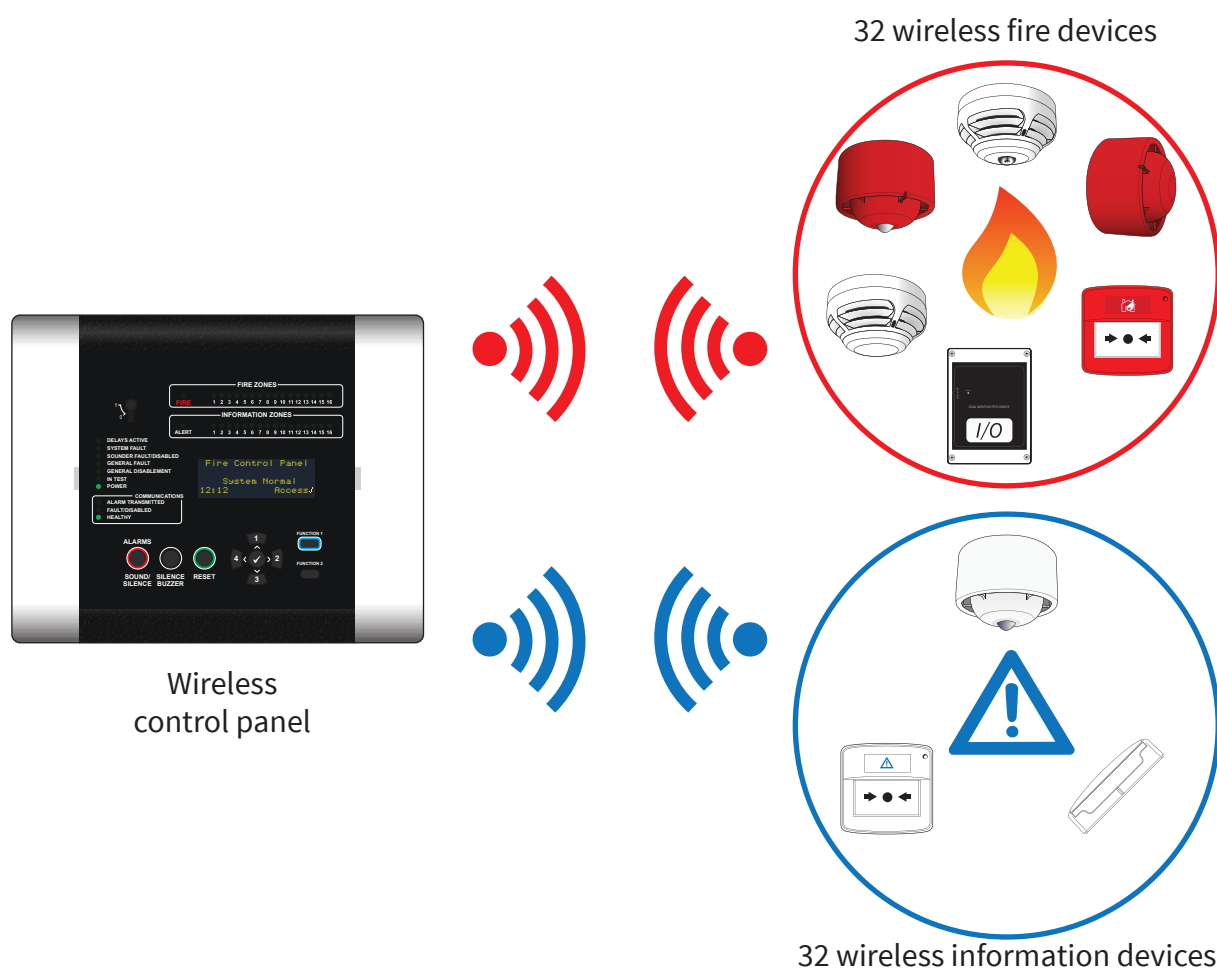 32 wireless fire devices
FIRE ZONES
FIRE 1 2 3 4 5 6 7 8 9 10 11 12 13 14 15 16
INFORMATION ZONES
ALERT 1 2 3 4 5 6 7 8 9 10 11 12 13 14 15 16
1
0
DELAYS ACTIVE
SYSTEM FAULT
SOUNDER FAULT/DISABLED
GENERAL FAULT
GENERAL DISABLEMENT
IN TEST
POWER
COMMUNICATIONS
ALARM TRANSMITTED
FAULT/DISABLED
HEALTHY
Fire Control Panel
System Normal
12:12 Access✓
ALARMS
SOUND/
SILENCE
SILENCE
BUZZER
RESET
1
4 ✓ 2
3
FUNCTION 1
FUNCTION 2
I/O
Wireless
control panel
32 wireless information devices